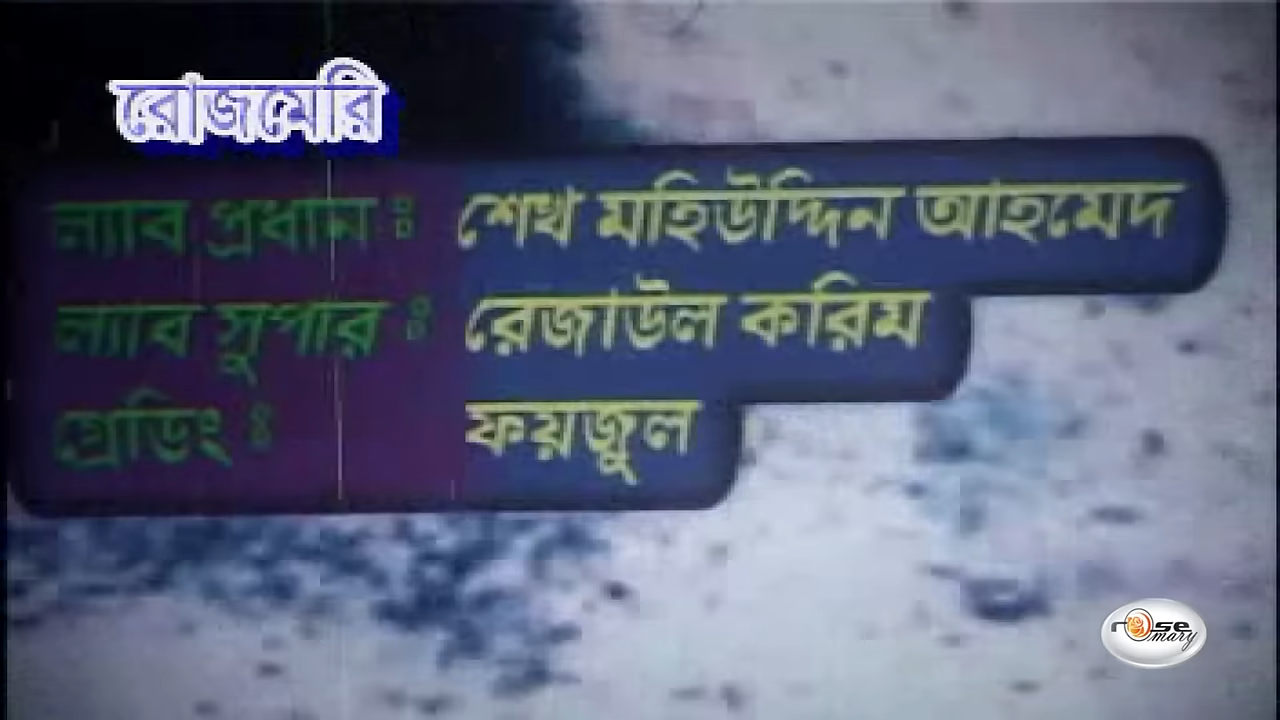 রোজমেরি
ল্যাব প্রধান ঃ শেখ মহিউদ্দিন আহমেদ
ল্যাব সুপার ঃ রেজাউল করিম
গ্রেডিং ঃ ফয়জুল
rose
mary